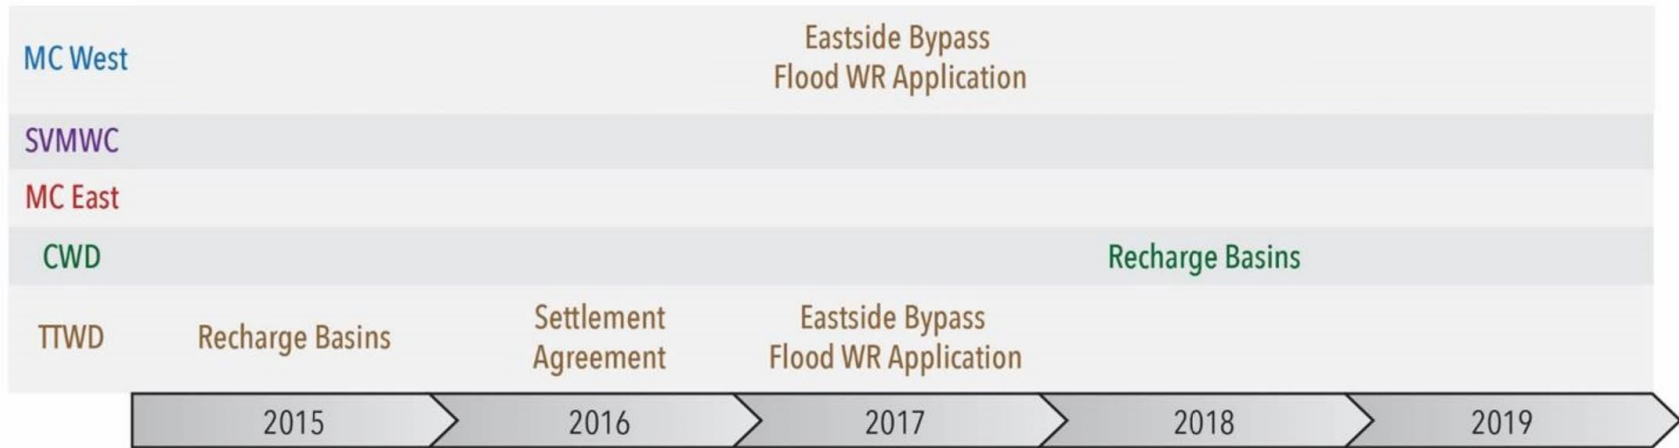 MC West
Eastside Bypass
Flood WR Application
SVMWC
MC East
CWD
Recharge Basins
TTWD
Recharge Basins
Settlement
Agreement
Eastside Bypass
Flood WR Application
2015
2016
2017
2018
2019